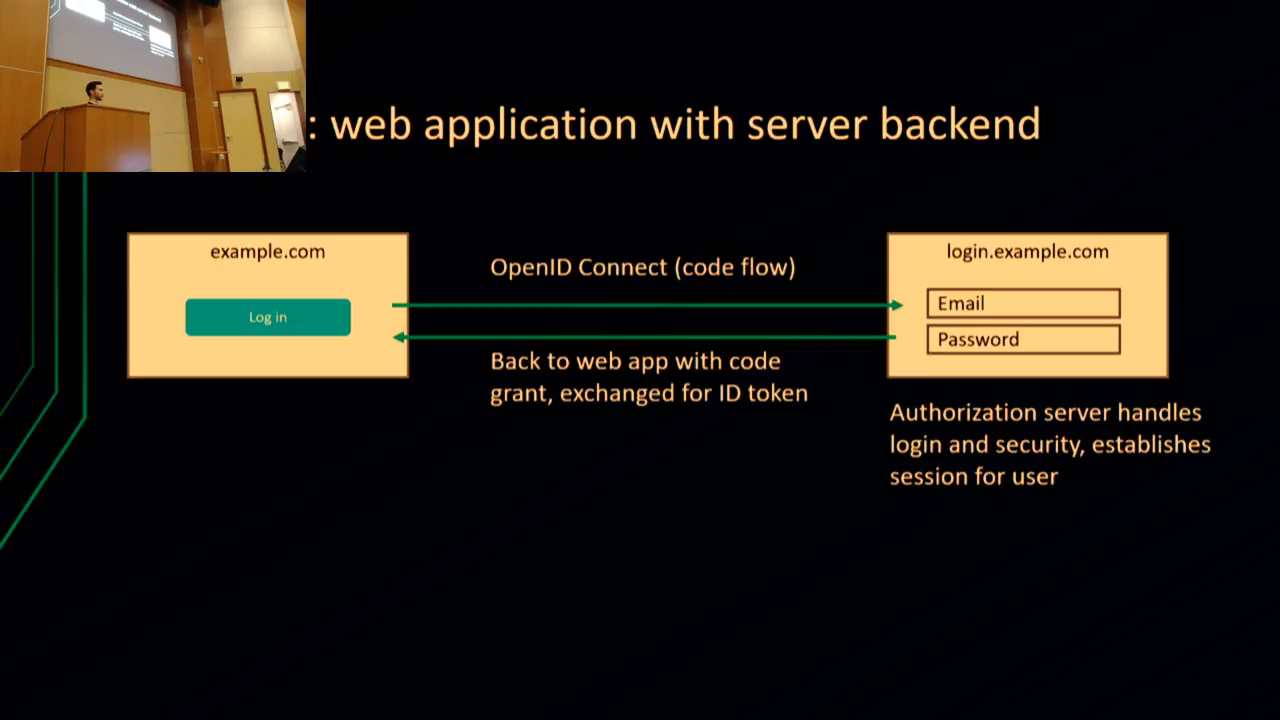 : web application with server backend
example.com
Log in
OpenID Connect (code flow)
Back to web app with code
grant, exchanged for ID token
login.example.com
Email
Password
Authorization server handles
login and security, establishes
session for user